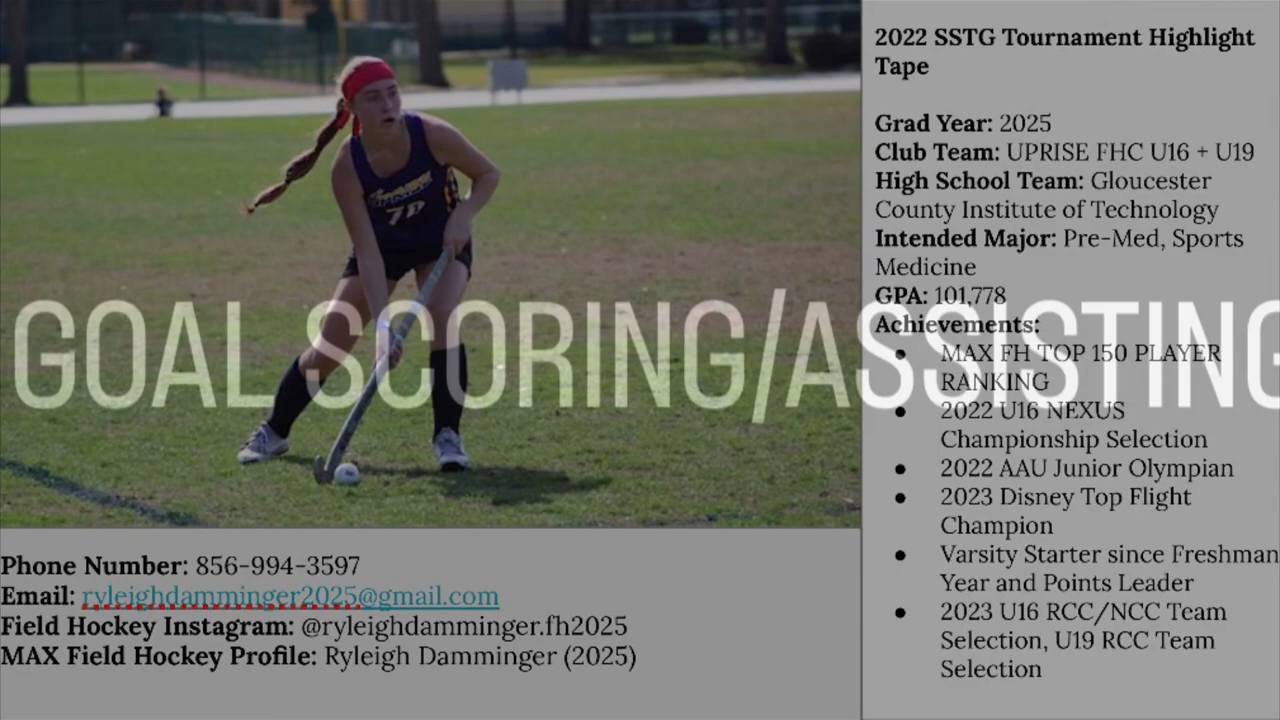 2022 SSTG Tournament Highlight
Tape
Grad Year: 2025
Club Team: UPRISE FHC U16 + U19
High School Team: Gloucester
County Institute of Technology
Intended Major: Pre-Med, Sports
Medicine
GPA: 101,778
Achievements:
● MAX FH TOP 150 PLAYER
RANKING
● 2022 U16 NEXUS
Championship Selection
● 2022 AAU Junior Olympian
● 2023 Disney Top Flight
Champion
● Varsity Starter since Freshman
Year and Points Leader
● 2023 U16 RCC/NCC Team
Selection, U19 RCC Team
Selection
GOAL SCORING/ASSISTING
70
Phone Number: 856-994-3597
Email: ryleighdamminger2025@gmail.com
Field Hockey Instagram: @ryleighdamminger.fh2025
MAX Field Hockey Profile: Ryleigh Damminger (2025)